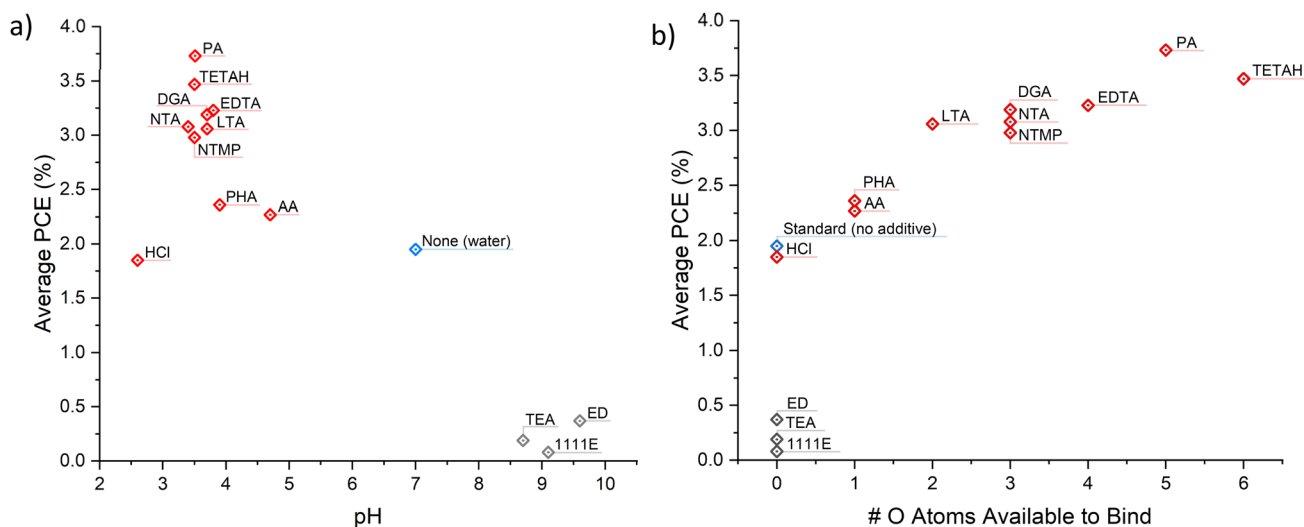 a)
Average PCE (%)
4.0
3.5
3.0
2.5
2.0
1.5
1.0
0.5
0.0
PA
TETAH
DGA
EDTA
NTA
LTA
NTMP
PHA
AA
HCl
None (water)
TEA
ED
1111E
2 3 4 5 6 7 8 9 10
pH
b)
Average PCE (%)
4.0
3.5
3.0
2.5
2.0
1.5
1.0
0.5
0.0
PA
TETAH
DGA
EDTA
LTA
NTA
NTMP
PHA
AA
Standard (no additive)
HCl
ED
TEA
1111E
0 1 2 3 4 5 6
# O Atoms Available to Bind